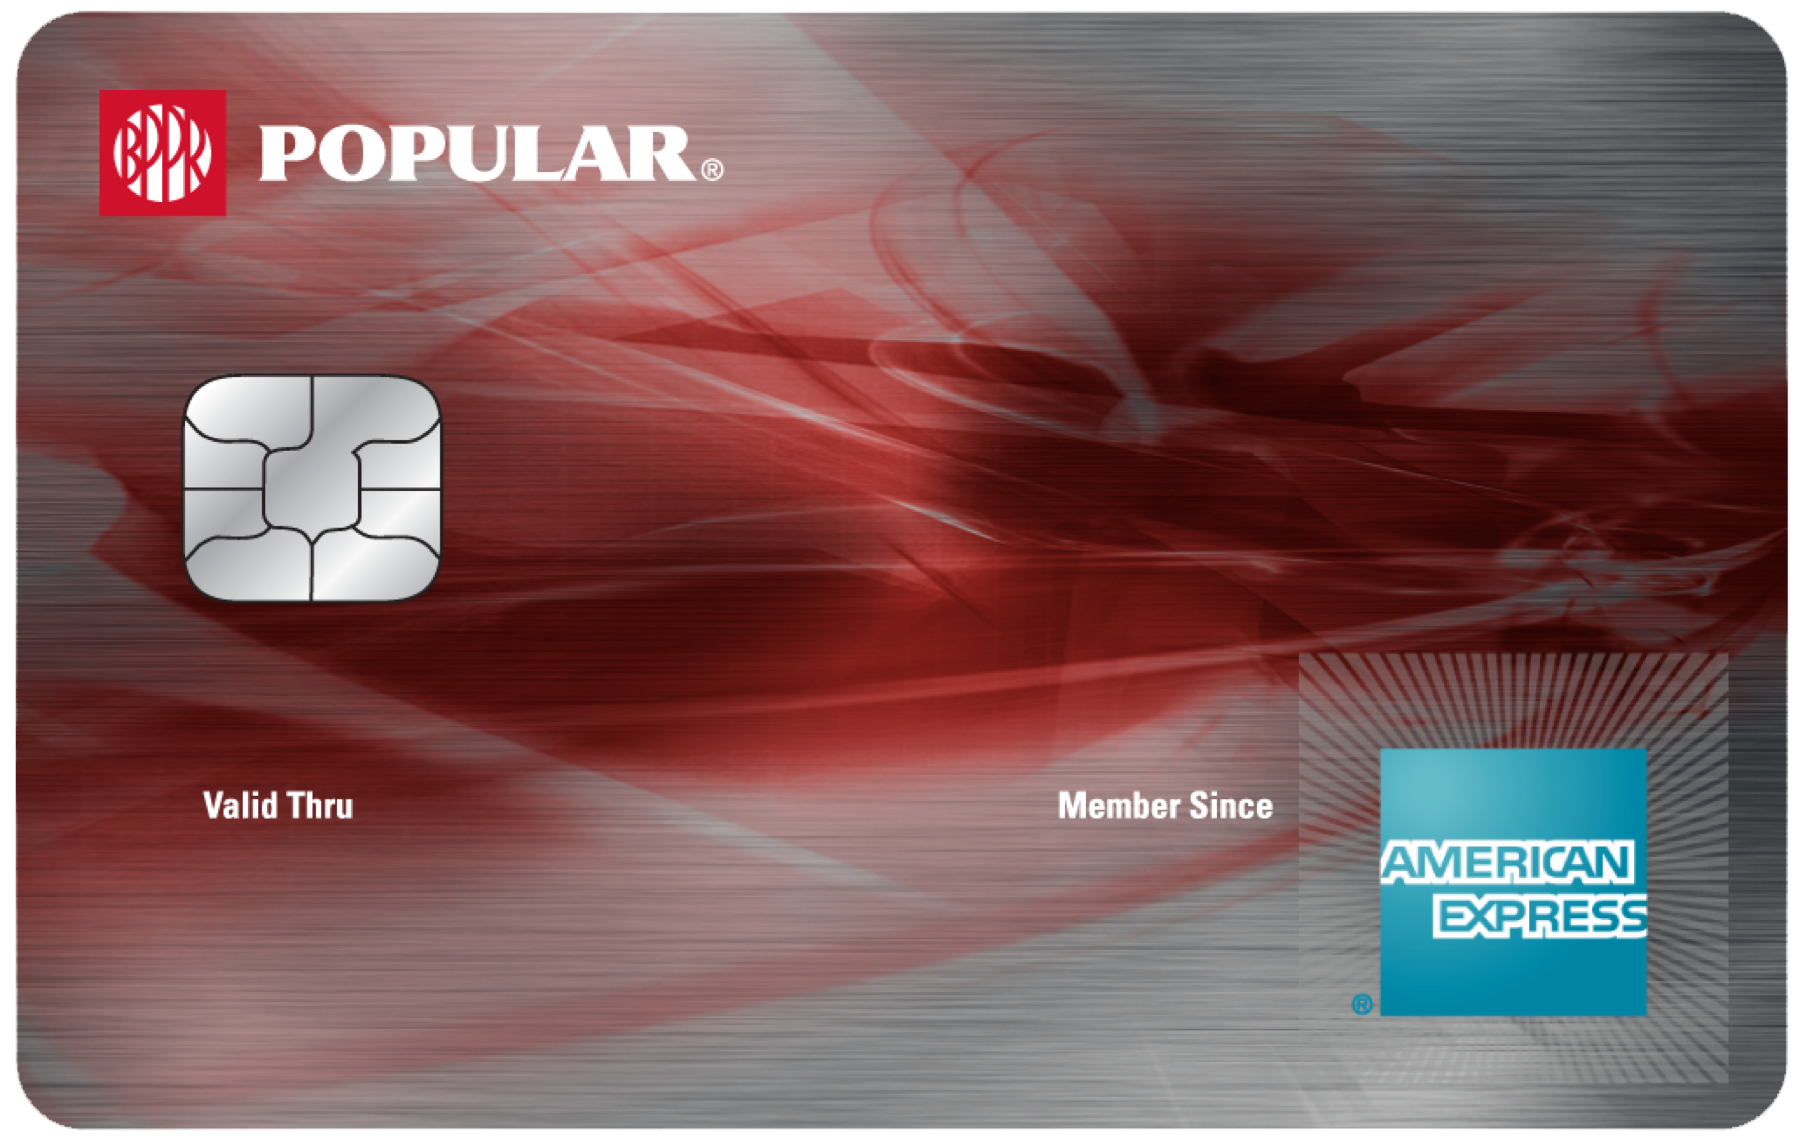 BPPR
POPULAR®
Valid Thru
Member Since
AMERICAN
EXPRESS
®